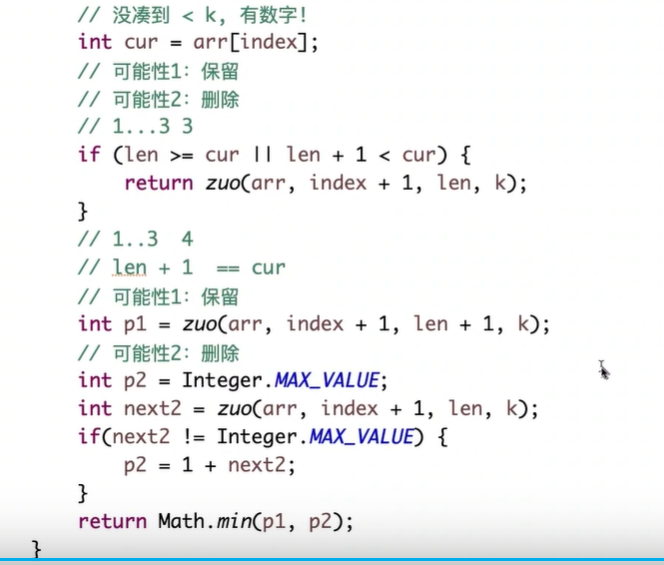 // 没凑到 < k, 有数字!
int cur = arr[index];
// 可能性1: 保留
// 可能性2: 删除
// 1...3 3
if (len >= cur || len + 1 < cur) {
return zuo(arr, index + 1, len, k);
}
// 1..3 4
// len + 1 == cur
// 可能性1: 保留
int p1 = zuo(arr, index + 1, len + 1, k);
// 可能性2: 删除
int p2 = Integer.MAX_VALUE;
int next2 = zuo(arr, index + 1, len, k);
if(next2 != Integer.MAX_VALUE) {
p2 = 1 + next2;
}
return Math.min(p1, p2);
}